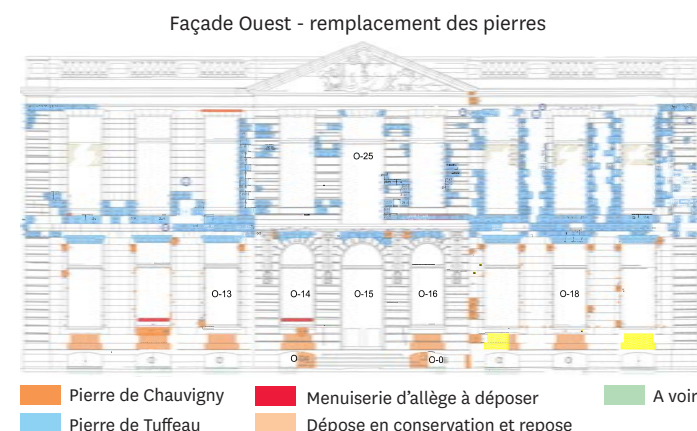 Façade Ouest - remplacement des pierres
O-25
O-13
O-14
O-15
O-16
O-18
O-0
Pierre de Chauvigny
Menuiserie d'allège à déposer
A voir
Pierre de Tuffeau
Dépose en conservation et repose